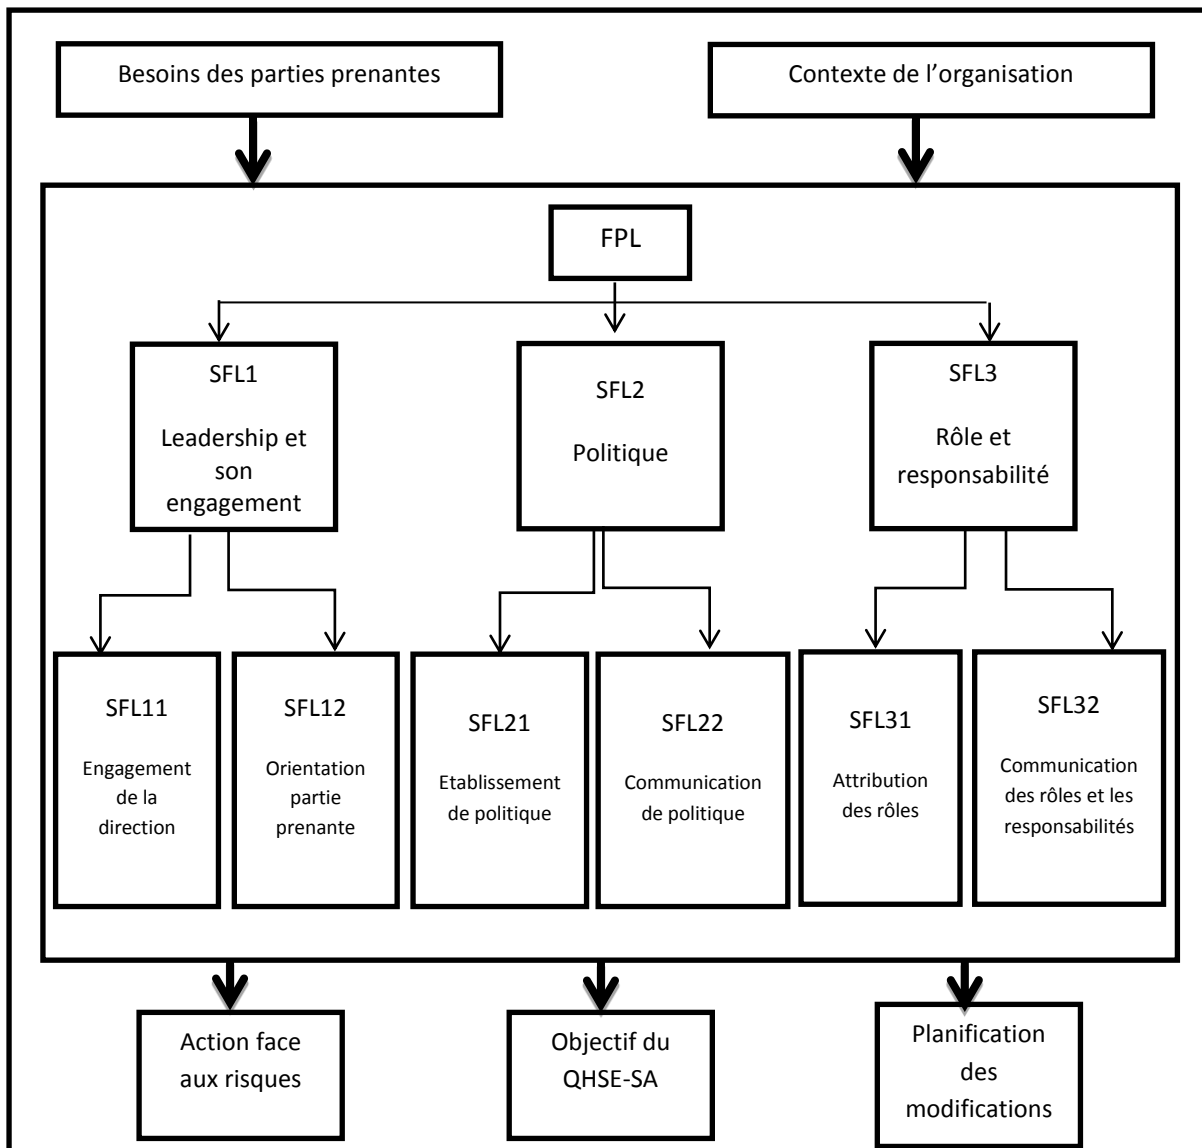 Besoins des parties prenantes
Contexte de l’organisation
FPL
SFL1
Leadership et
son
engagement
SFL2
Politique
SFL3
Rôle et
responsabilité
SFL11
Engagement
de la
direction
SFL12
Orientation
partie
prenante
SFL21
Etablissement
de politique
SFL22
Communication
de politique
SFL31
Attribution
des rôles
SFL32
Communication
des rôles et les
responsabilités
Action face
aux risques
Objectif du
QHSE-SA
Planification
des
modifications